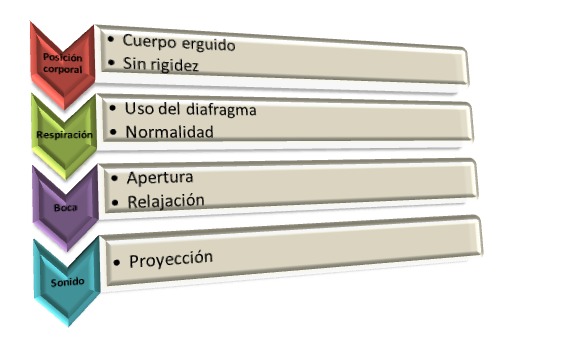 Posición
corporal
• Cuerpo erguido
• Sin rigidez
Respiración
• Uso del diafragma
• Normalidad
Boca
• Apertura
• Relajación
Sonido
• Proyección